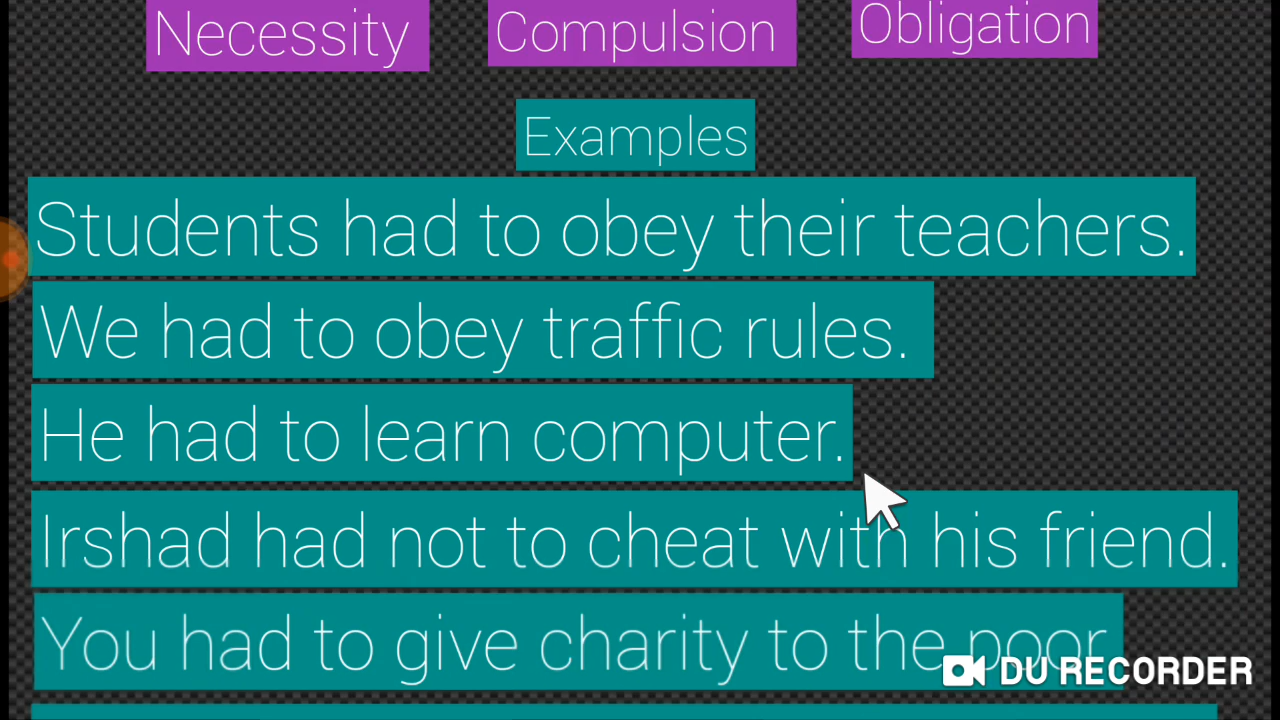 Necessity Compulsion Obligation
Examples
Students had to obey their teachers.
We had to obey traffic rules.
He had to learn computer.
Irshad had not to cheat with his friend.
You had to give charity to the poor
DU RECORDER